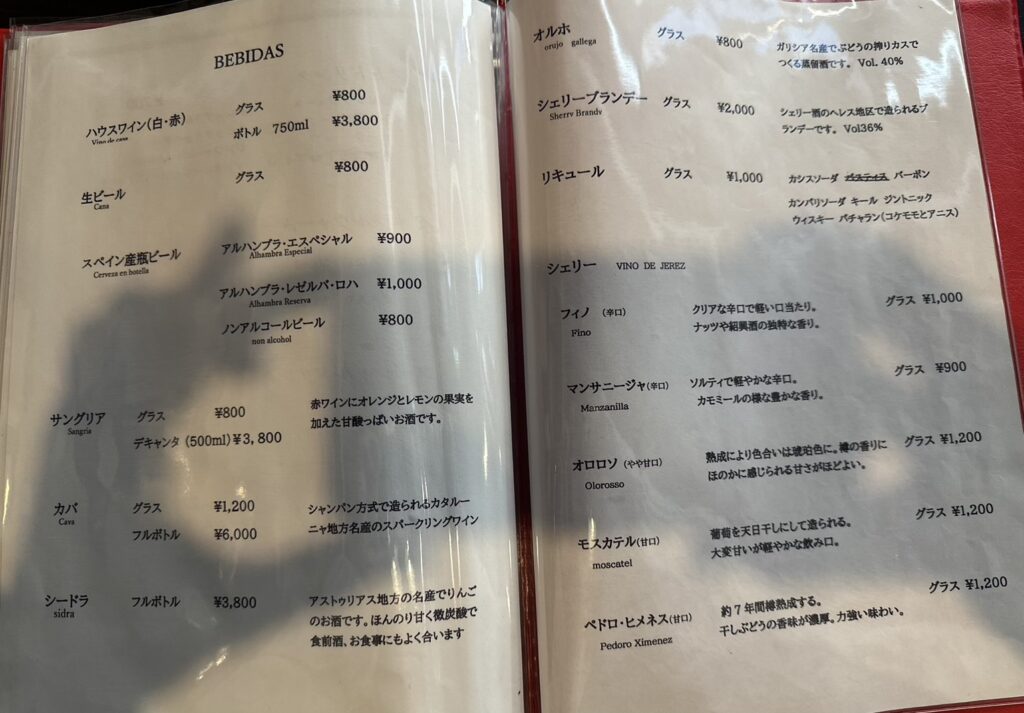 BEBIDAS
ハウスワイン(白・赤) グラス ¥800
Vino de casa ボトル 750ml ¥3,800
生ビール グラス ¥800
Cana
スペイン産瓶ビール アルハンブラ・エスペシャル ¥900
Cerveza en botella Alhambra Especial
アルハンブラ・レゼルバ・ロハ ¥1,000
Alhambra Reserva
ノンアルコールビール ¥800
non alcohol
サングリア グラス ¥800 赤ワインにオレンジとレモンの果実を
Sangria デキャンタ (500ml) ¥3,800 加えた甘酸っぱいお酒です。
カバ グラス ¥1,200 シャンパン方式で造られるカタルー
Cava フルボトル ¥6,000 ニャ地方名産のスパークリングワイン
シードラ フルボトル ¥3,800 アストゥリアス地方の名産でりんご
sidra のお酒です。ほんのり甘く微炭酸で
食前酒、お食事にもよく合います
オルホ グラス ¥800 ガリシア名産でぶどうの搾りカスで
orujo gallega つくる蒸留酒です。 Vol. 40%
シェリーブランデー グラス ¥2,000 シェリー酒のヘレス地区で造られるブ
Sherry Brandy ランデーです。 Vol36%
リキュール グラス ¥1,000 カシスソーダ パスティス バーボン
カンパリソーダ キール ジントニック
ウィスキー パチャラン(コケモモとアニス)
シェリー VINO DE JEREZ
フィノ (辛口) クリアな辛口で軽い口当たり。 グラス ¥1,000
Fino ナッツや紹興酒の独特な香り。
マンサニージャ(辛口) ソルティで軽やかな辛口。 グラス ¥900
Manzanilla カモミールの様な豊かな香り。
オロロソ (やや甘口) 熟成により色合いは琥珀色に。樽の香りに グラス ¥1,200
Olorosso ほのかに感じられる甘さがほどよい。
モスカテル(甘口) 葡萄を天日干しにして造られる。 グラス ¥1,200
moscatel 大変甘いが軽やかな飲み口。
ペドロ・ヒメネス(甘口) 約7年間樽熟成する。 グラス ¥1,200
Pedoro Ximenez 干しぶどうの香味が濃厚。力強い味わい。